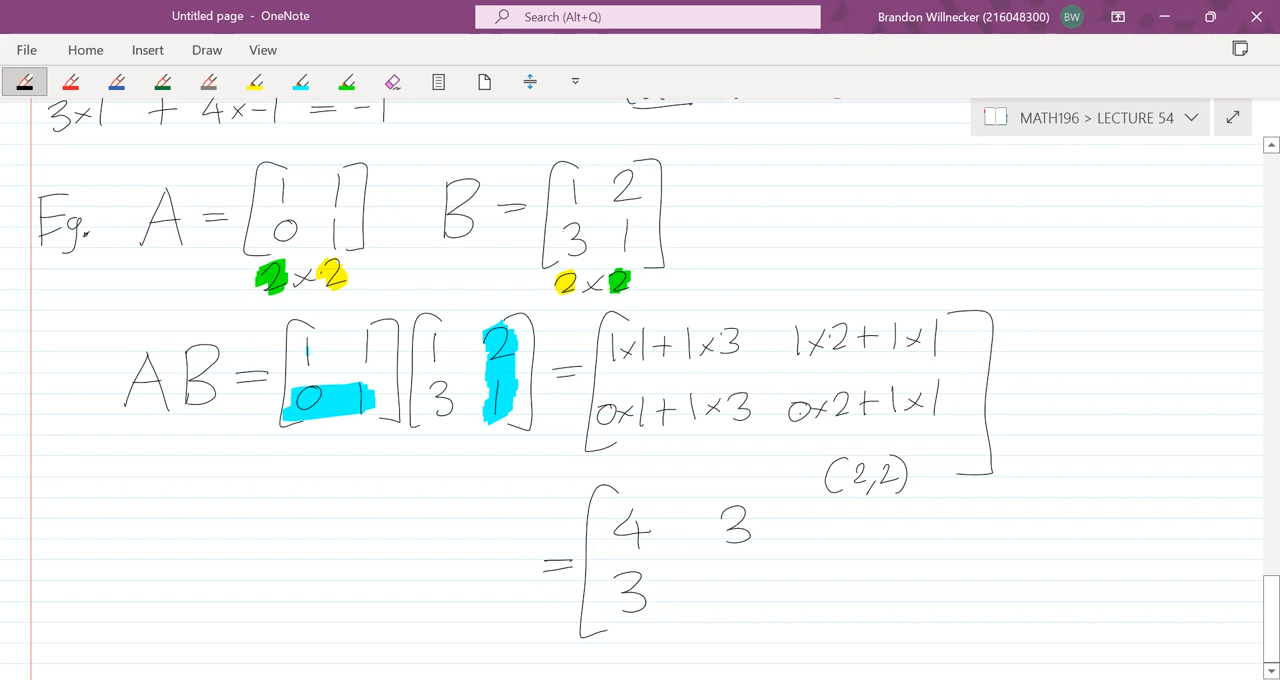 Untitled page - OneNote
Search (Alt+Q)
Brandon Willnecker (216048300)
BW
File Home Insert Draw View
MATH196 > LECTURE 54
3×1 + 4×-1 = -1
Eg. A = [1 1 B = [1 2
0 1] 3 1]
2×2 2×2
AB = [1 1 [1 2 = [1×1+1×3 1×2+1×1
0 1] 3 1] 0×1+1×3 0×2+1×1]
(2,2)
= [4 3
3